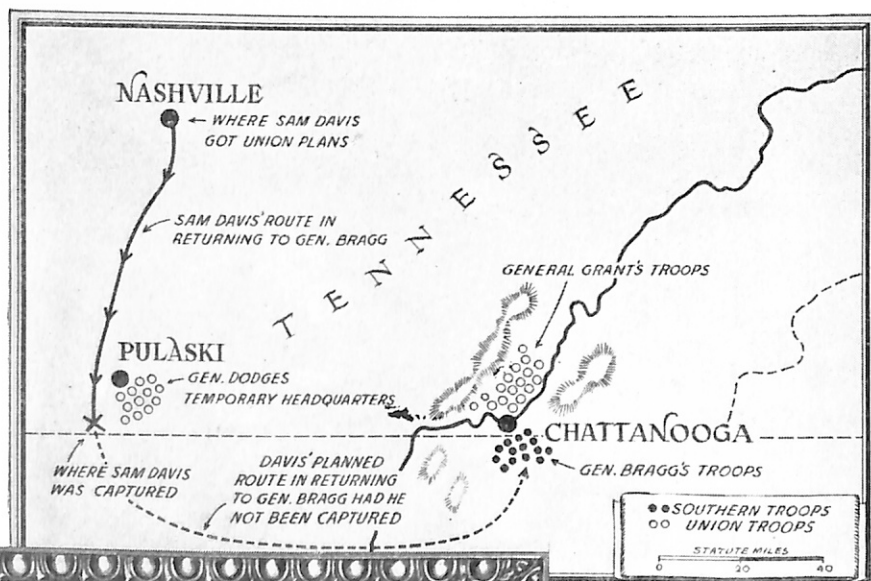 NASHVILLE
WHERE SAM DAVIS
GOT UNION PLANS
TENNESSEE
SAM DAVIS' ROUTE IN
RETURNING TO GEN. BRAGG
GENERAL GRANT'S TROOPS
PULASKI
GEN. DODGES
TEMPORARY HEADQUARTERS
CHATTANOOGA
WHERE SAM DAVIS
WAS CAPTURED
DAVIS' PLANNED
ROUTE IN RETURNING
TO GEN. BRAGG HAD HE
NOT BEEN CAPTURED
GEN. BRAGG'S TROOPS
SOUTHERN TROOPS
UNION TROOPS
STATUTE MILES
0 20 40